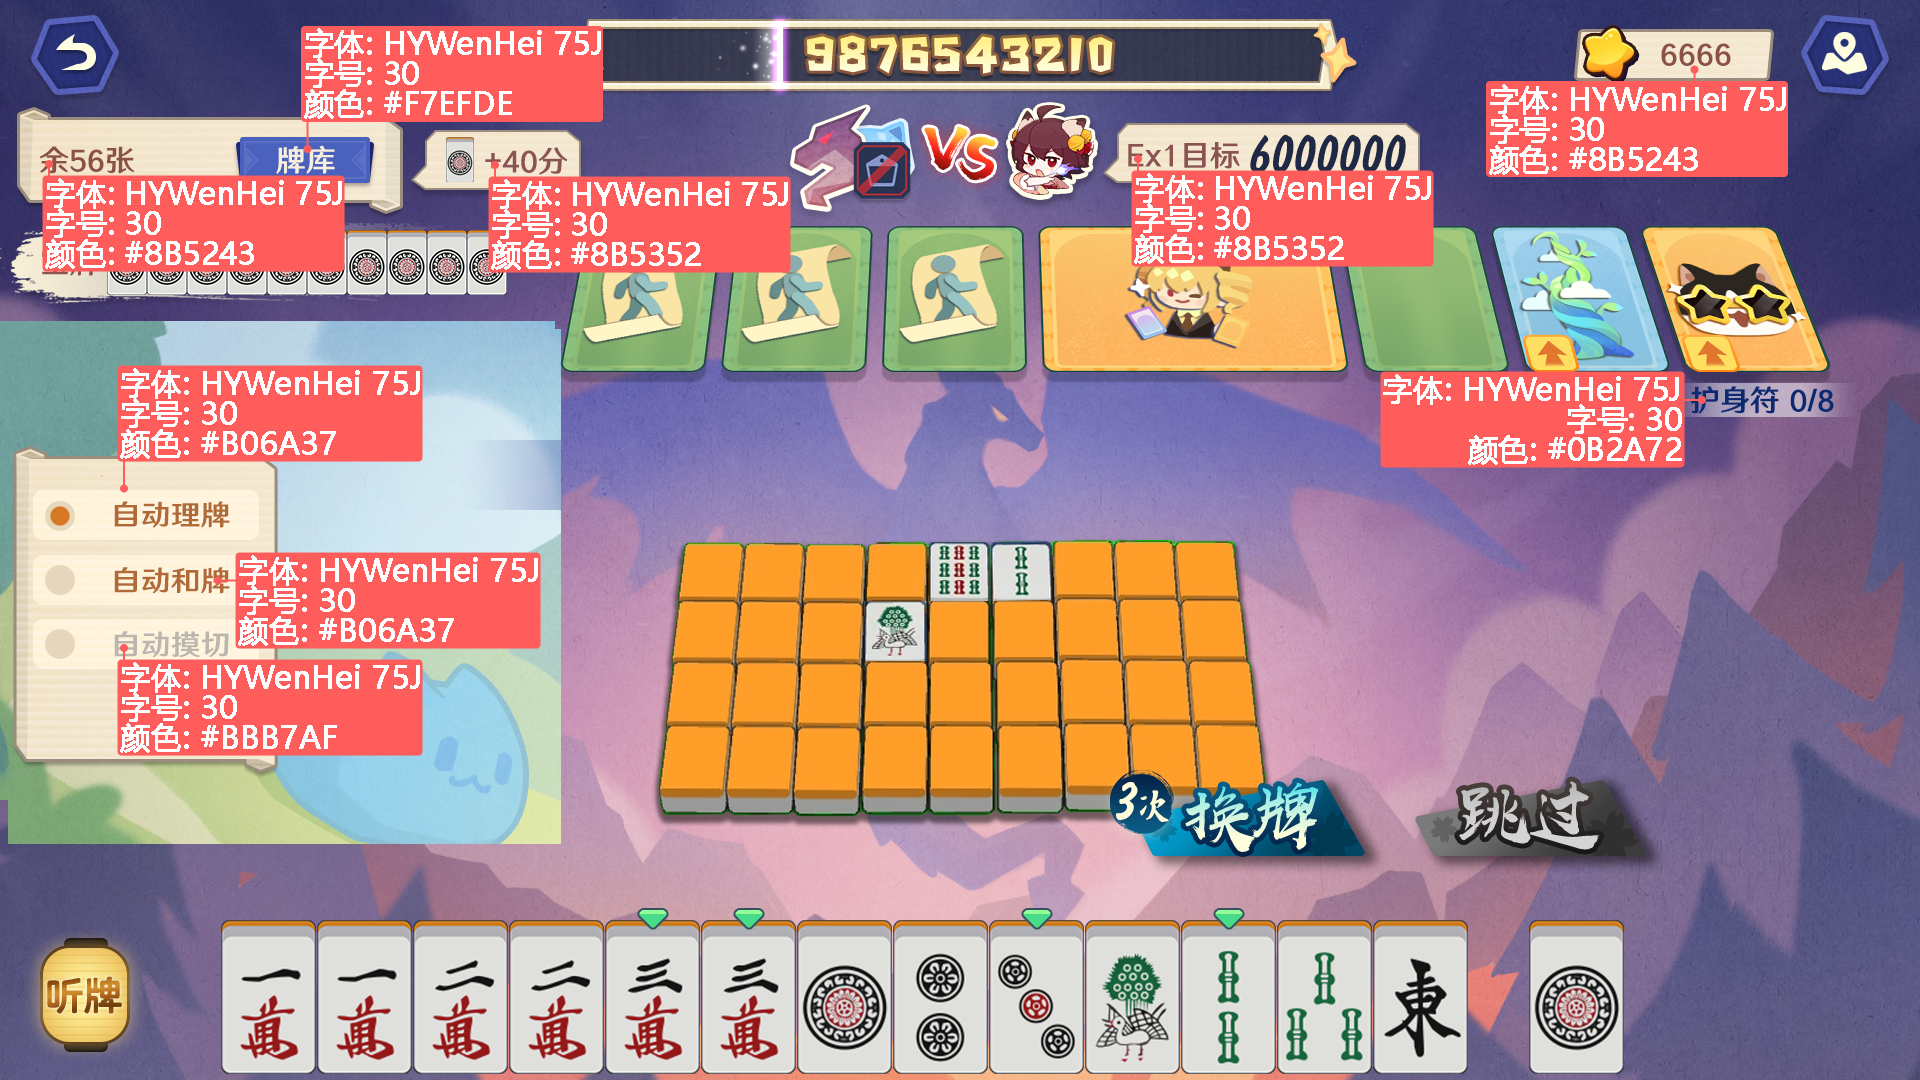 9876543210
6666
字体: HYWenHei 75J
字号: 30
颜色: #F7EFDE
字体: HYWenHei 75J
字号: 30
颜色: #8B5243
余56张
牌库
+40分
VS
Ex1目标 6000000
字体: HYWenHei 75J
字号: 30
颜色: #8B5243
字体: HYWenHei 75J
字号: 30
颜色: #8B5352
字体: HYWenHei 75J
字号: 30
颜色: #8B5352
字体: HYWenHei 75J
字号: 30
颜色: #0B2A72
护身符 0/8
字体: HYWenHei 75J
字号: 30
颜色: #B06A37
自动理牌
自动和牌
字体: HYWenHei 75J
字号: 30
颜色: #B06A37
自动摸切
字体: HYWenHei 75J
字号: 30
颜色: #BBB7AF
3次
换牌
跳过
听牌
一萬
一萬
二萬
二萬
三萬
三萬
東